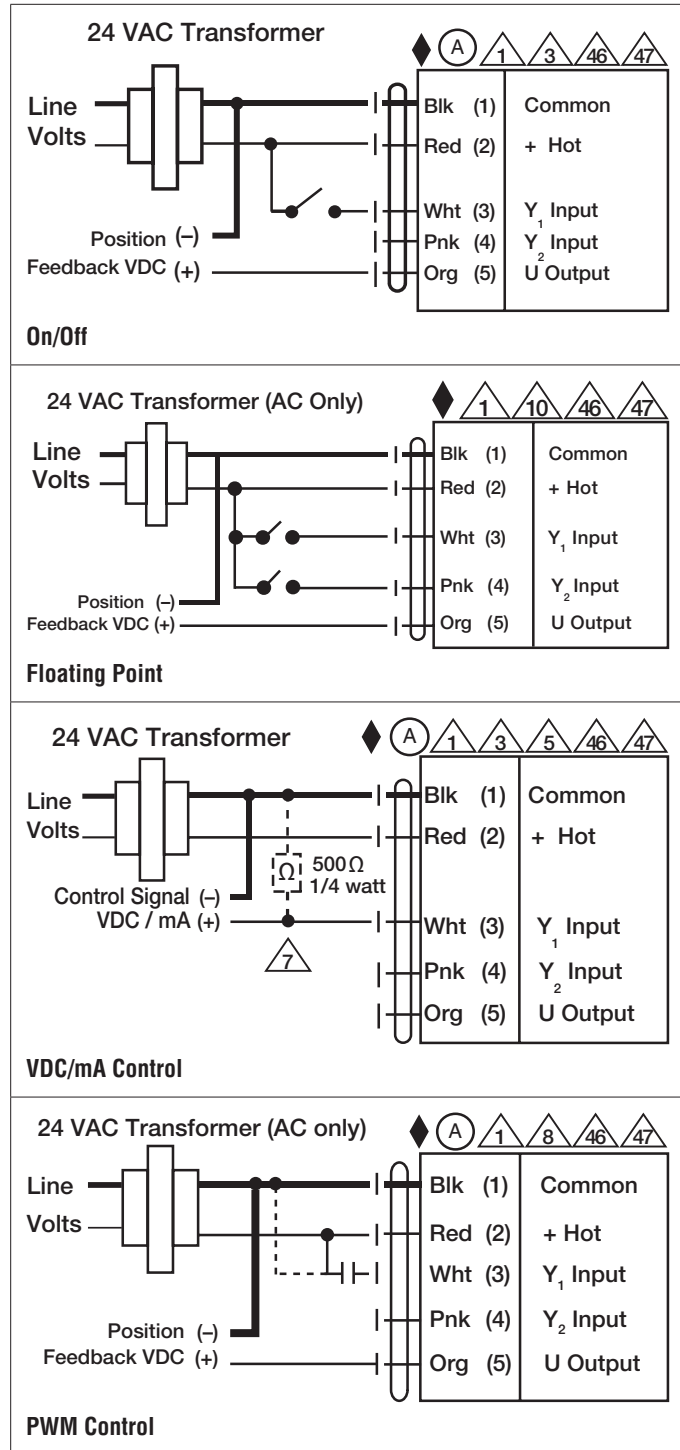 24 VAC Transformer
A 1 3 46 47
Line
Volts
Blk (1) Common
Red (2) + Hot
Wht (3) Y1 Input
Position (–)
Pnk (4) Y2 Input
Feedback VDC (+)
Org (5) U Output
On/Off
24 VAC Transformer (AC Only)
1 10 46 47
Line
Volts
Blk (1) Common
Red (2) + Hot
Wht (3) Y1 Input
Pnk (4) Y2 Input
Position (–)
Feedback VDC (+)
Org (5) U Output
Floating Point
24 VAC Transformer
A 1 3 5 46 47
Line
Volts
Blk (1) Common
Red (2) + Hot
Ω 500Ω
1/4 watt
Control Signal (–)
VDC / mA (+)
Wht (3) Y1 Input
7
Pnk (4) Y2 Input
Org (5) U Output
VDC/mA Control
24 VAC Transformer (AC only)
A 1 8 46 47
Line
Volts
Blk (1) Common
Red (2) + Hot
Wht (3) Y1 Input
Pnk (4) Y2 Input
Position (–)
Feedback VDC (+)
Org (5) U Output
PWM Control